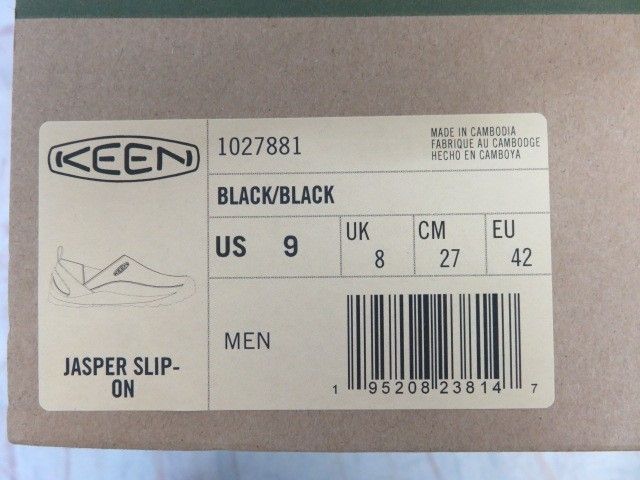 KEEN
1027881
MADE IN CAMBODIA
FABRIQUE AU CAMBODGE
HECHO EN CAMBOYA
BLACK/BLACK
US 9
UK 8
CM 27
EU 42
KEEN
JASPER SLIP-
ON
MEN
1 95208 23814 7